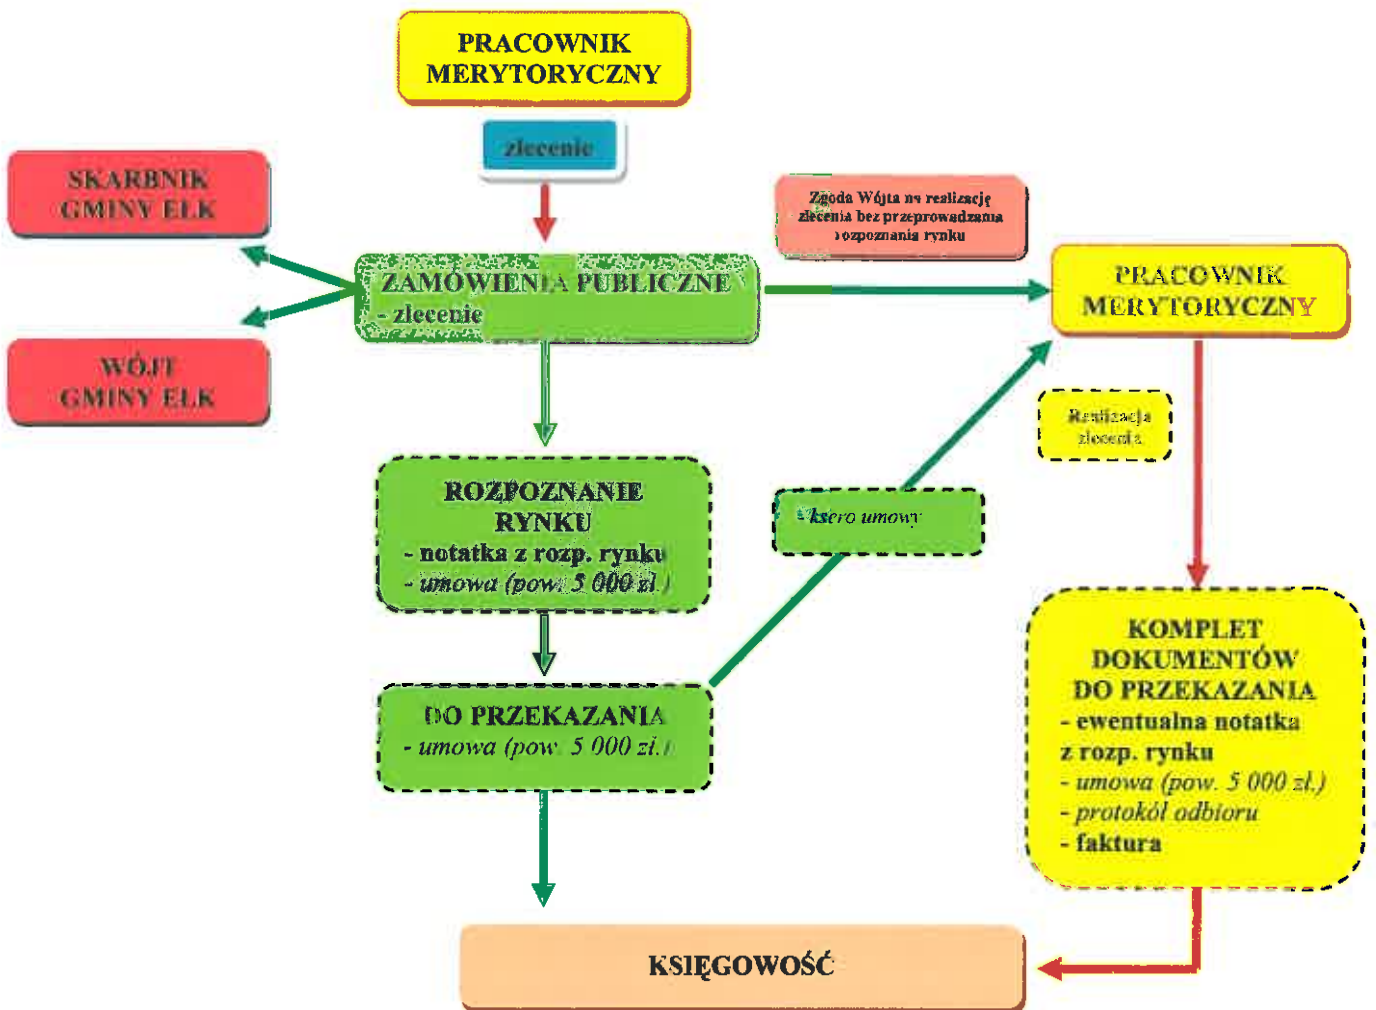 PRACOWNIK
MERYTORYCZNY
zlecenie
SKARBNIK
GMINY EŁK
Zgoda Wójta na realizację
zlecenia bez przeprowadzania
rozpoznania rynku
ZAMÓWIENIA PUBLICZNE
- zlecenie
PRACOWNIK
MERYTORYCZNY
WÓJT
GMINY EŁK
Realizacja
zlecenia
ROZPOZNANIE
RYNKU
- notatka z rozp. rynku
- umowa (pow. 5 000 zł.)
- ksero umowy
KOMPLET
DOKUMENTÓW
DO PRZEKAZANIA
- ewentualna notatka
z rozp. rynku
- umowa (pow. 5 000 zł.)
- protokół odbioru
- faktura
DO PRZEKAZANIA
- umowa (pow. 5 000 zł.)
KSIĘGOWOŚĆ